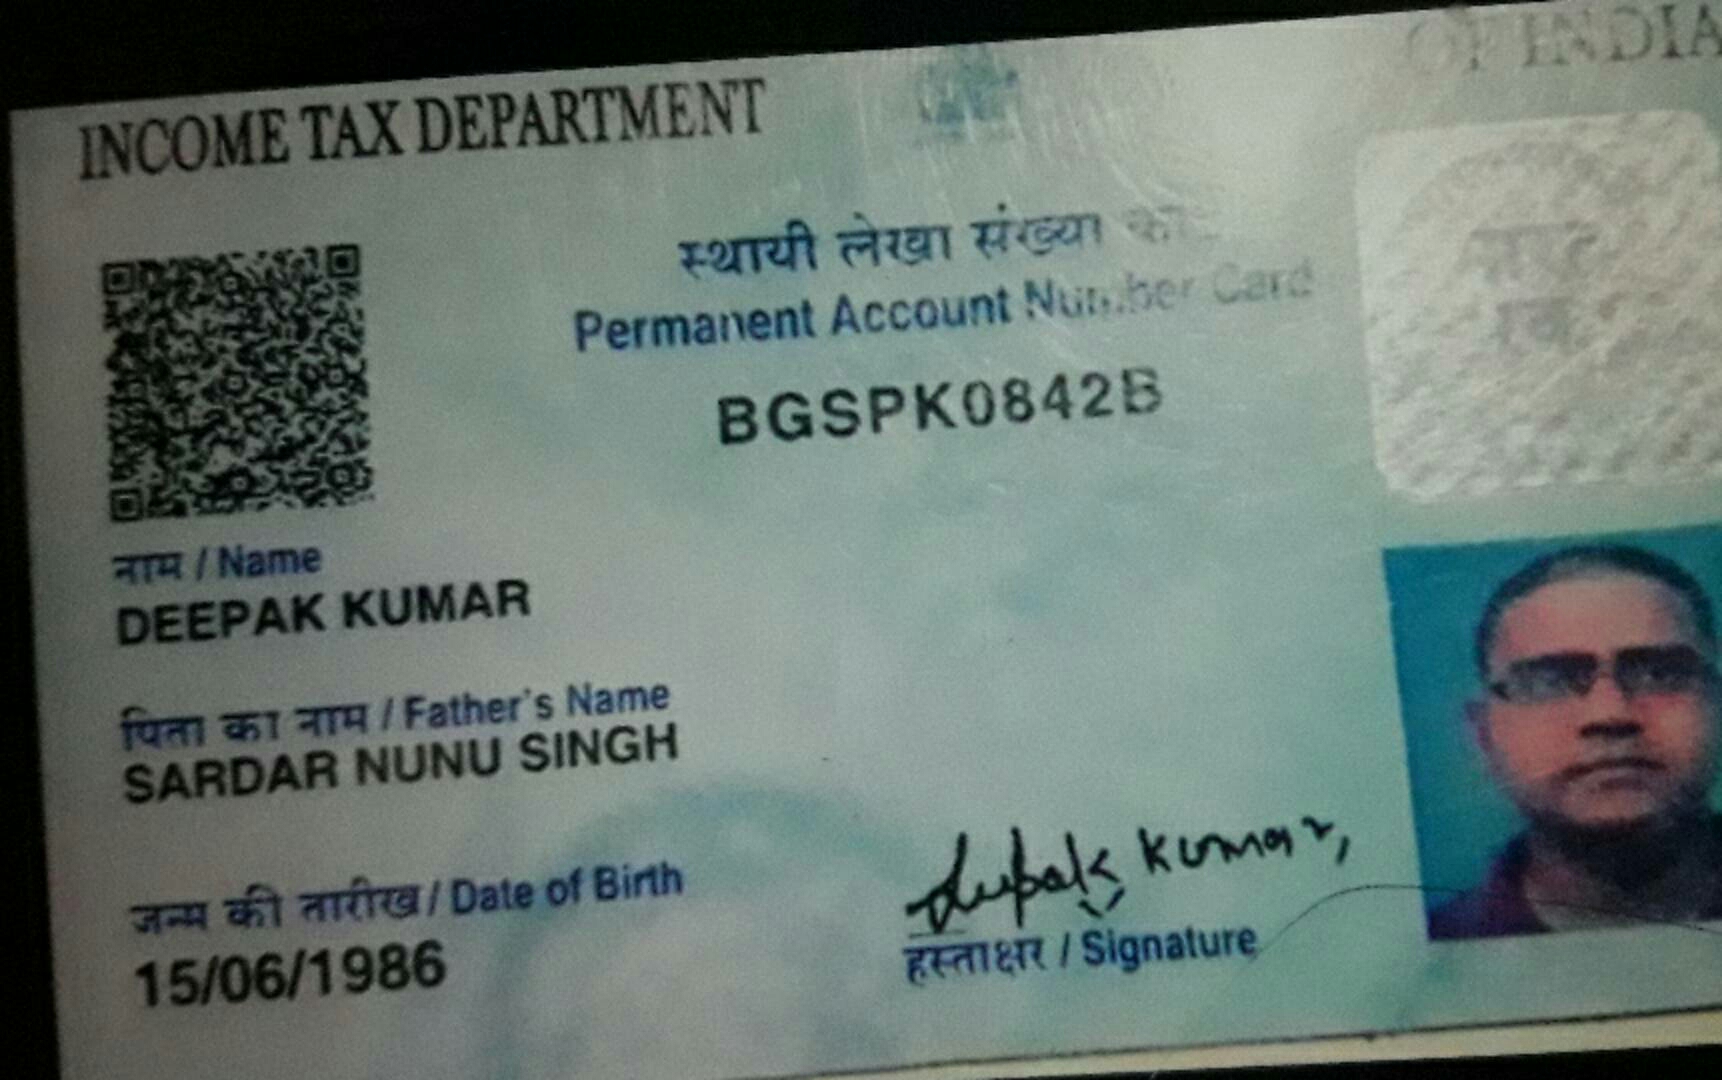 INCOME TAX DEPARTMENT
OF INDIA
स्थायी लेखा संख्या
Permanent Account Number Card
BGSPK0842B
नाम / Name
DEEPAK KUMAR
पिता का नाम / Father's Name
SARDAR NUNU SINGH
जन्म की तारीख / Date of Birth
15/06/1986
Deepak Kumar,
हस्ताक्षर / Signature